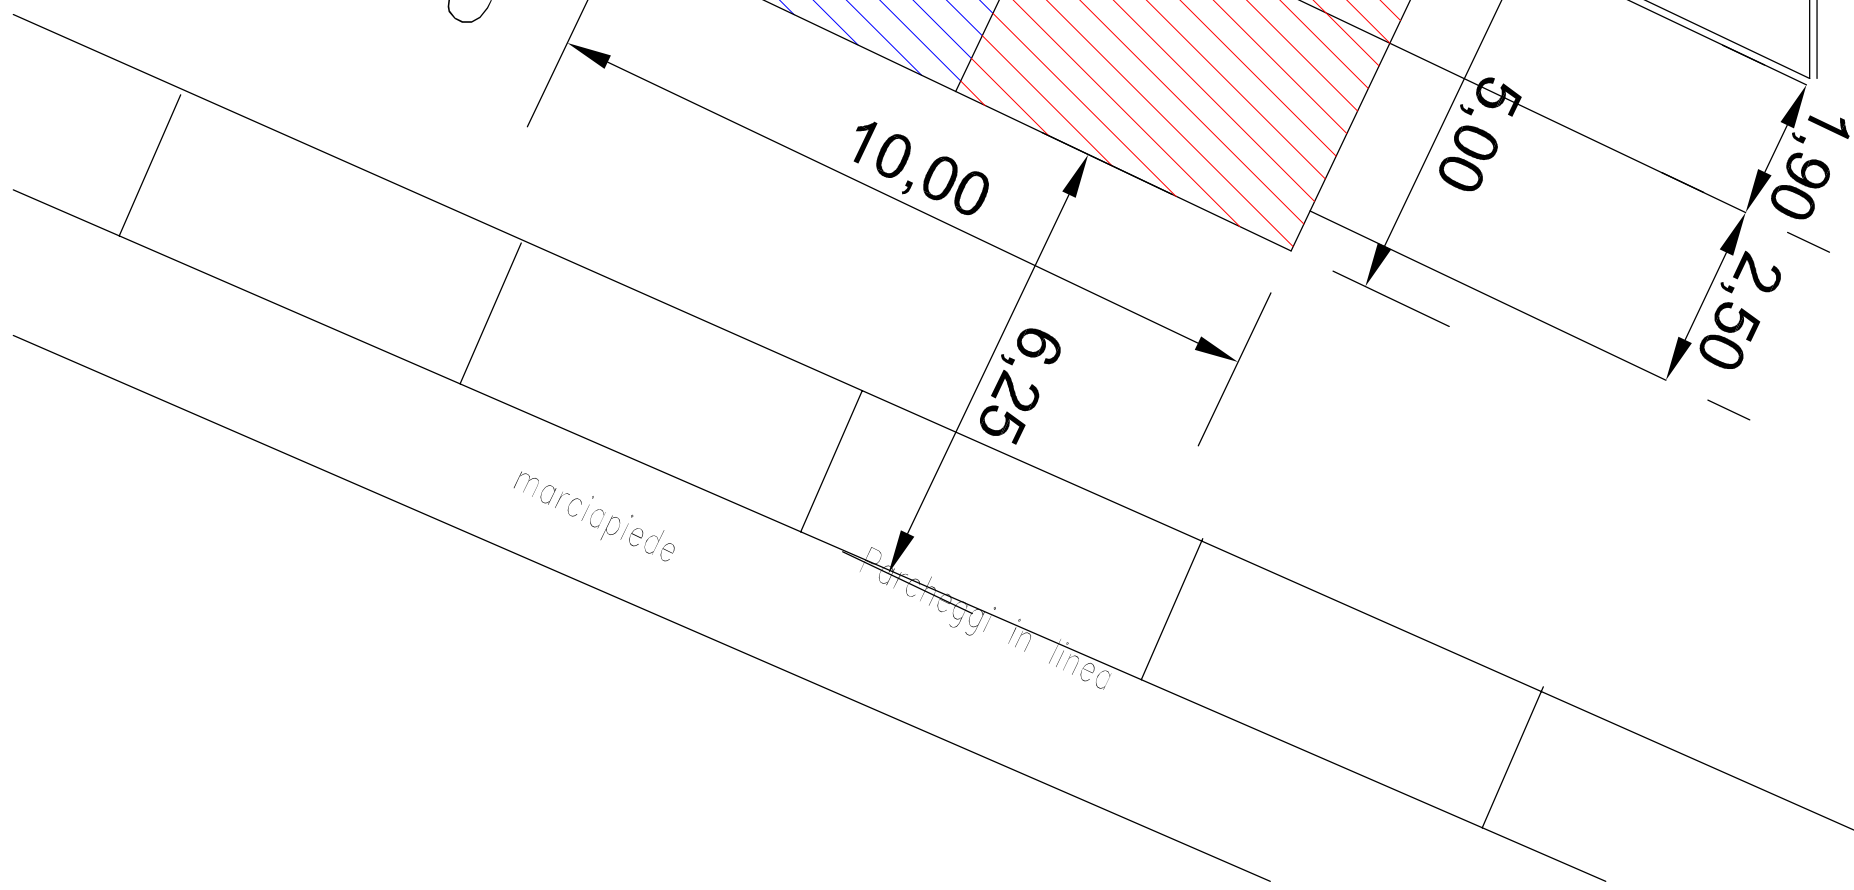 10,00
5,00
1,90
2,50
6,25
marciapiede
Parcheggi in linea